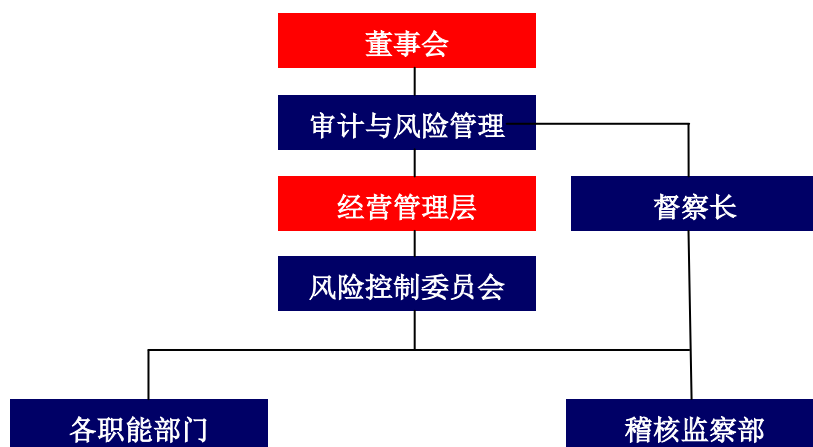 董事会
审计与风险管理
经营管理层
督察长
风险控制委员会
各职能部门
稽核监察部